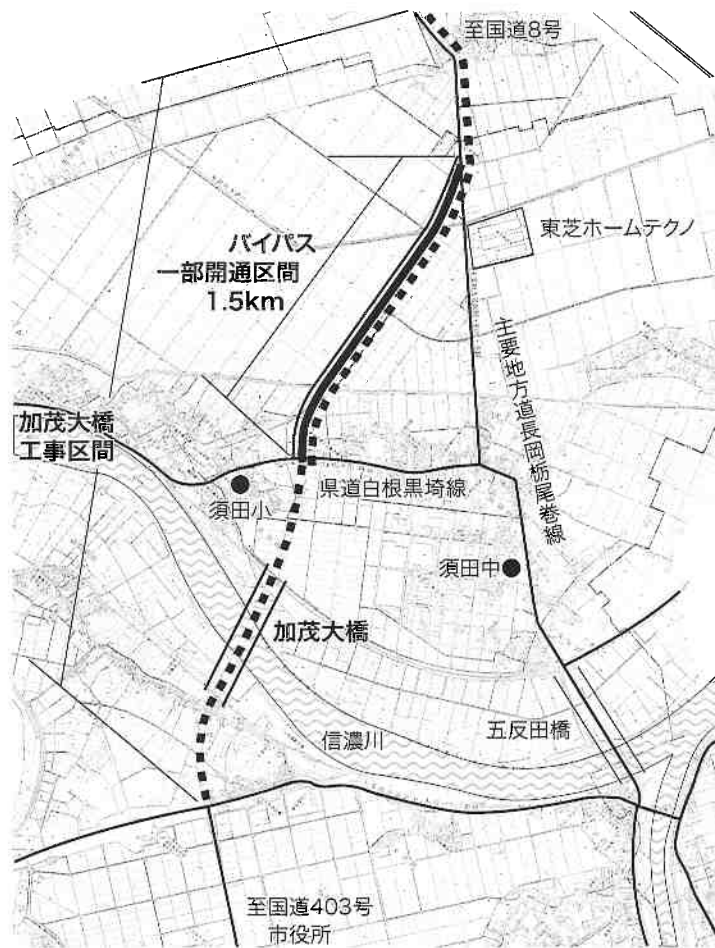 至国道8号
東芝ホームテクノ
バイパス
一部開通区間
1.5km
主要地方道長岡栃尾巻線
加茂大橋
工事区間
県道白根黒埼線
須田小
須田中
加茂大橋
五反田橋
信濃川
至国道403号
市役所